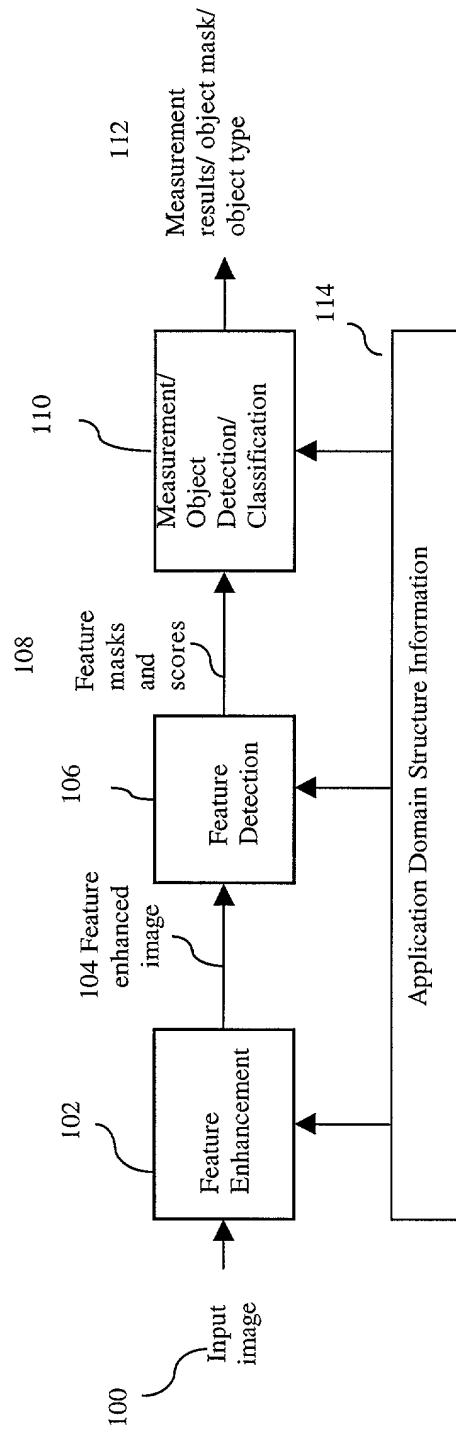 100
Input
image
102
Feature
Enhancement
104 Feature
enhanced
image
106
Feature
Detection
108
Feature
masks
and
scores
110
Measurement/
Object
Detection/
Classification
112
Measurement
results/ object mask/
object type
114
Application Domain Structure Information